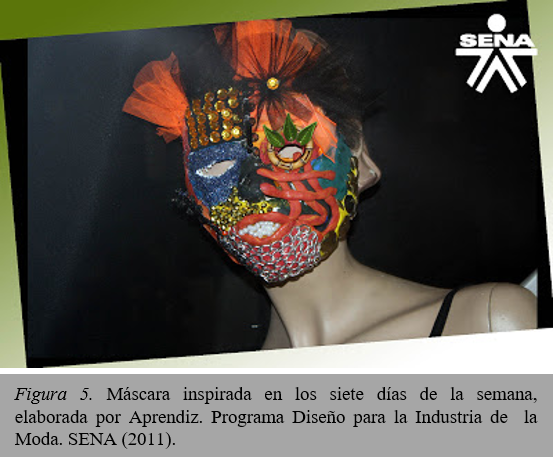 SENA
Figura 5. Máscara inspirada en los siete días de la semana,
elaborada por Aprendiz. Programa Diseño para la Industria de la
Moda. SENA (2011).